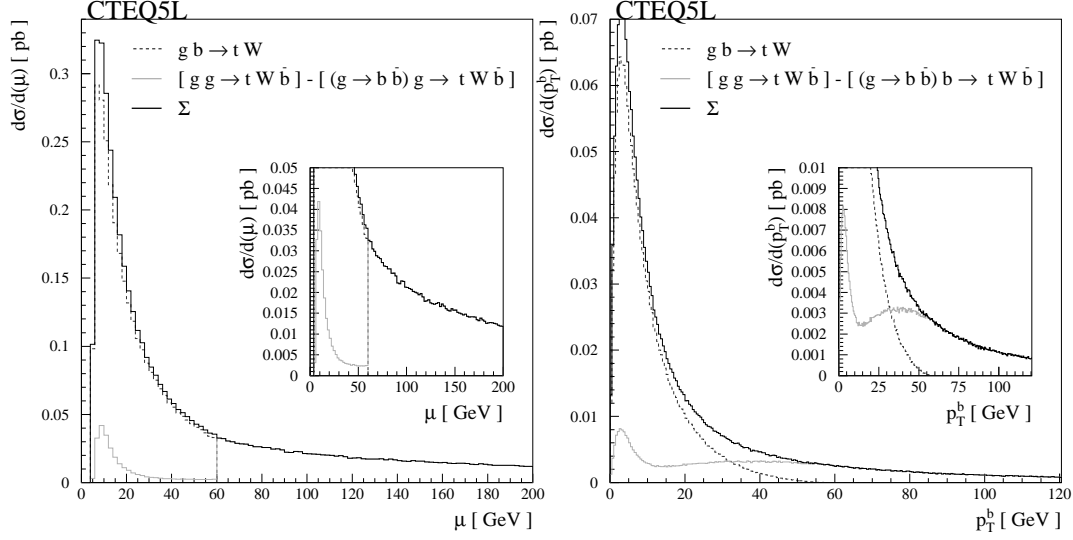 CTEQ5L
dσ/d(μ) [ pb ]
g b → t W
[ g g → t W b̄ ] - [ (g → b b̄) g → t W b̄ ]
Σ
0.3
0.25
0.2
0.15
0.1
0.05
0
0 20 40 60 80 100 120 140 160 180 200
μ [ GeV ]
dσ/d(μ) [ pb ]
0.05
0.045
0.04
0.035
0.03
0.025
0.02
0.015
0.01
0.005
0
0 50 100 150 200
μ [ GeV ]
CTEQ5L
dσ/d(p_T^b) [ pb ]
g b → t W
[ g g → t W b̄ ] - [ (g → b b̄) b → t W b̄ ]
Σ
0.07
0.06
0.05
0.04
0.03
0.02
0.01
0
0 20 40 60 80 100 120
p_T^b [ GeV ]
dσ/d(p_T^b) [ pb ]
0.01
0.009
0.008
0.007
0.006
0.005
0.004
0.003
0.002
0.001
0
0 25 50 75 100
p_T^b [ GeV ]